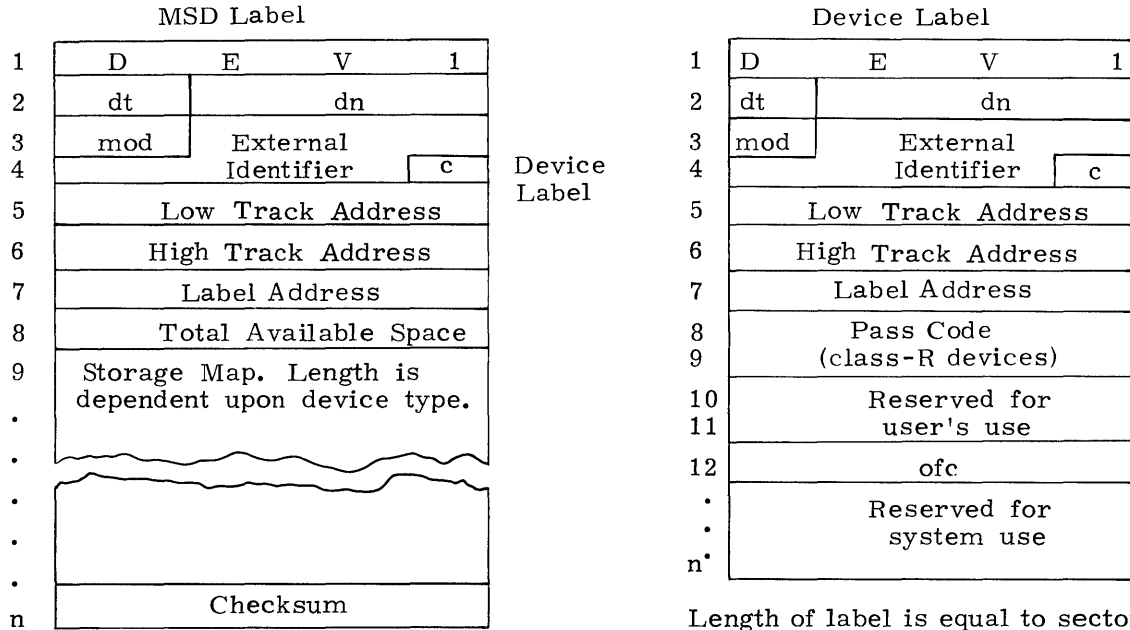 MSD Label
1 D E V 1
2 dt dn
3 mod External
4 Identifier c
5 Low Track Address
6 High Track Address
7 Label Address
8 Total Available Space
9 Storage Map. Length is
dependent upon device type.
n Checksum
Device
Label
Device Label
1 D E V 1
2 dt dn
3 mod External
4 Identifier c
5 Low Track Address
6 High Track Address
7 Label Address
8 Pass Code
9 (class-R devices)
10 Reserved for
11 user's use
12 ofc
Reserved for
system use
n
Length of label is equal to